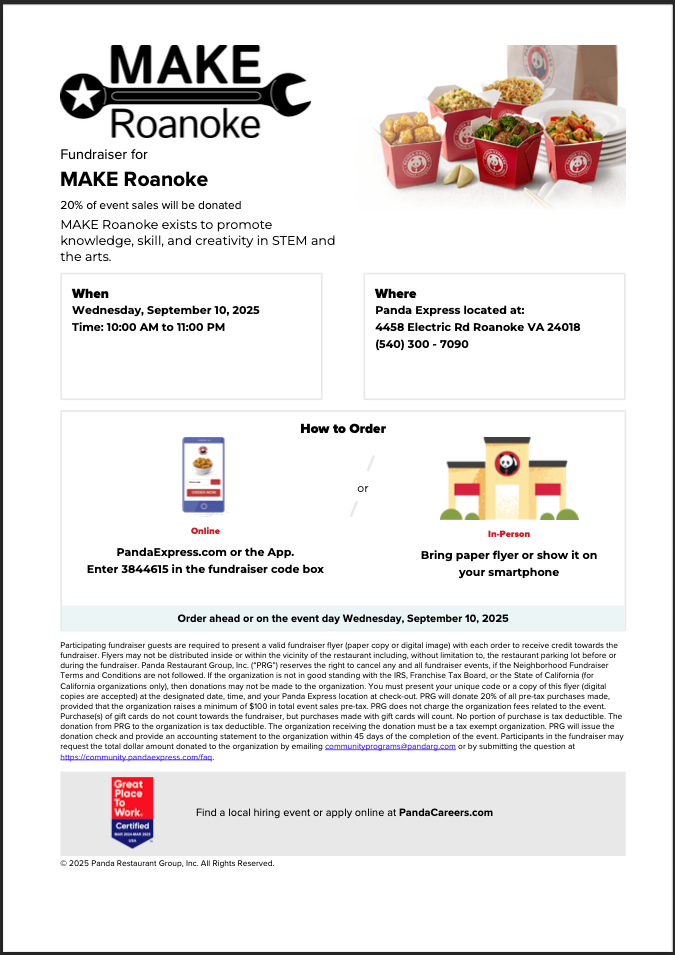 MAKE
Roanoke
Fundraiser for
MAKE Roanoke
20% of event sales will be donated
MAKE Roanoke exists to promote
knowledge, skill, and creativity in STEM and
the arts.
When
Wednesday, September 10, 2025
Time: 10:00 AM to 11:00 PM
Where
Panda Express located at:
4458 Electric Rd Roanoke VA 24018
(540) 300 - 7090
How to Order
ORDER NOW
Online
PandaExpress.com or the App.
Enter 3844615 in the fundraiser code box
or
In-Person
Bring paper flyer or show it on
your smartphone
Order ahead or on the event day Wednesday, September 10, 2025
Participating fundraiser guests are required to present a valid fundraiser flyer (paper copy or digital image) with each order to receive credit towards the
fundraiser. Flyers may not be distributed inside or within the vicinity of the restaurant including, without limitation to, the restaurant parking lot before or
during the fundraiser. Panda Restaurant Group, Inc. ("PRG") reserves the right to cancel any and all fundraiser events, if the Neighborhood Fundraiser
Terms and Conditions are not followed. If the organization is not in good standing with the IRS, Franchise Tax Board, or the State of California (for
California organizations only), then donations may not be made to the organization. You must present your unique code or a copy of this flyer (digital
copies are accepted) at the designated date, time, and your Panda Express location at check-out. PRG will donate 20% of all pre-tax purchases made,
provided that the organization raises a minimum of $100 in total event sales pre-tax. PRG does not charge the organization fees related to the event.
Purchase(s) of gift cards do not count towards the fundraiser, but purchases made with gift cards will count. No portion of purchase is tax deductible. The
donation from PRG to the organization is tax deductible. The organization receiving the donation must be a tax exempt organization. PRG will issue the
donation check and provide an accounting statement to the organization within 45 days of the completion of the event. Participants in the fundraiser may
request the total dollar amount donated to the organization by emailing communityprograms@pandarg.com or by submitting the question at
https://community.pandaexpress.com/faq.
Great
Place
To
Work.
Certified
MAR 2024-MAR 2025
USA
Find a local hiring event or apply online at PandaCareers.com
© 2025 Panda Restaurant Group, Inc. All Rights Reserved.